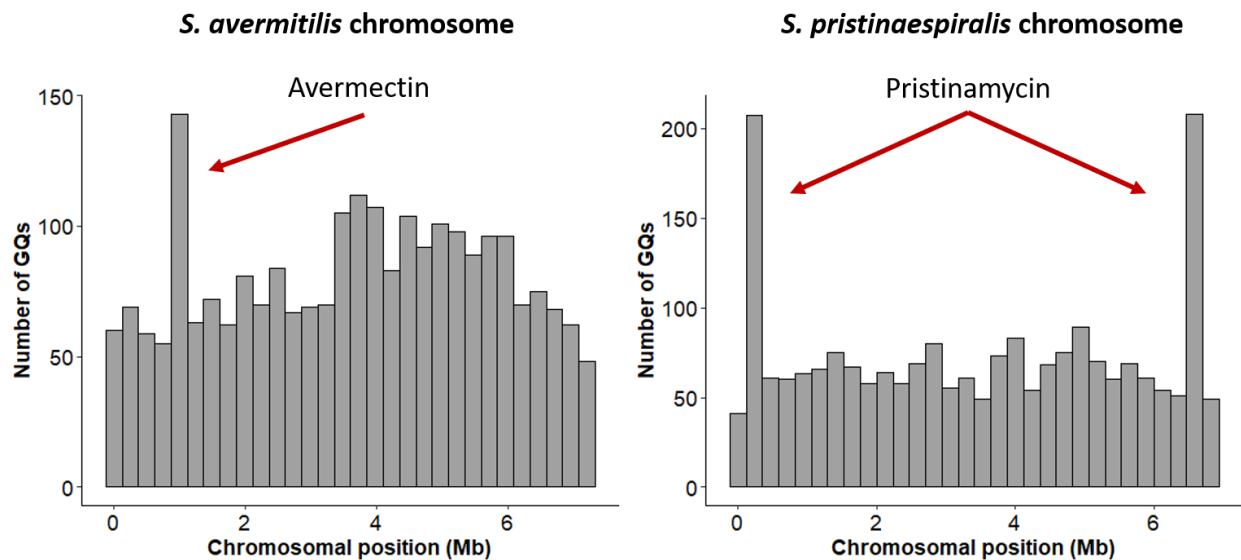 S. avermitilis chromosome
Avermectin
150
100
50
0
Number of GQs
0 2 4 6
Chromosomal position (Mb)
S. pristinaespiralis chromosome
Pristinamycin
200
150
100
50
0
Number of GQs
0 2 4 6
Chromosomal position (Mb)